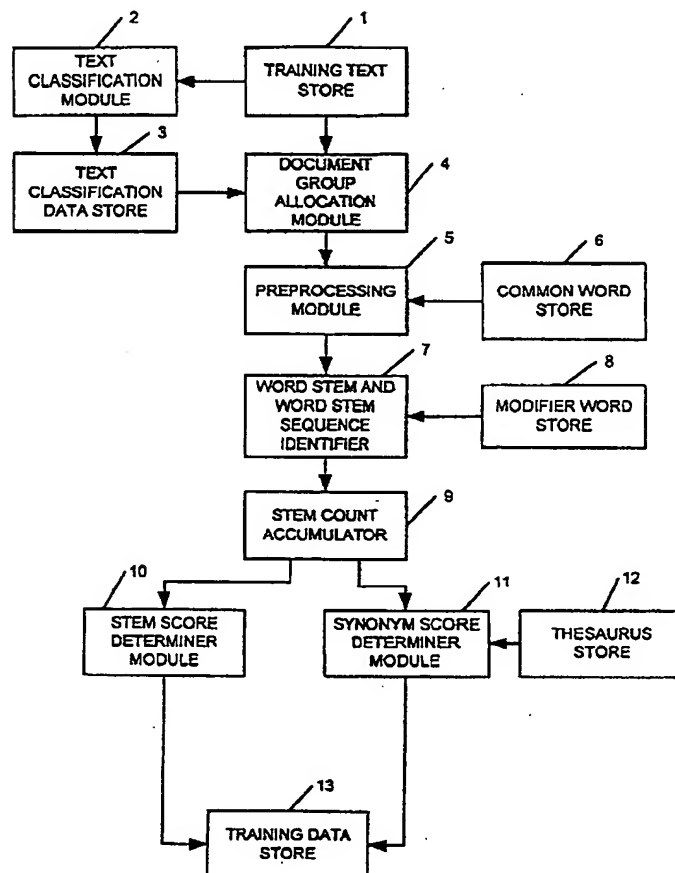 2
1
TEXT
CLASSIFICATION
MODULE
TRAINING TEXT
STORE
3
TEXT
CLASSIFICATION
DATA STORE
DOCUMENT
GROUP
ALLOCATION
MODULE
4
5
6
PREPROCESSING
MODULE
COMMON WORD
STORE
7
8
WORD STEM AND
WORD STEM
SEQUENCE
IDENTIFIER
MODIFIER WORD
STORE
9
STEM COUNT
ACCUMULATOR
10
11
12
STEM SCORE
DETERMINER
MODULE
SYNONYM SCORE
DETERMINER
MODULE
THESAURUS
STORE
13
TRAINING DATA
STORE